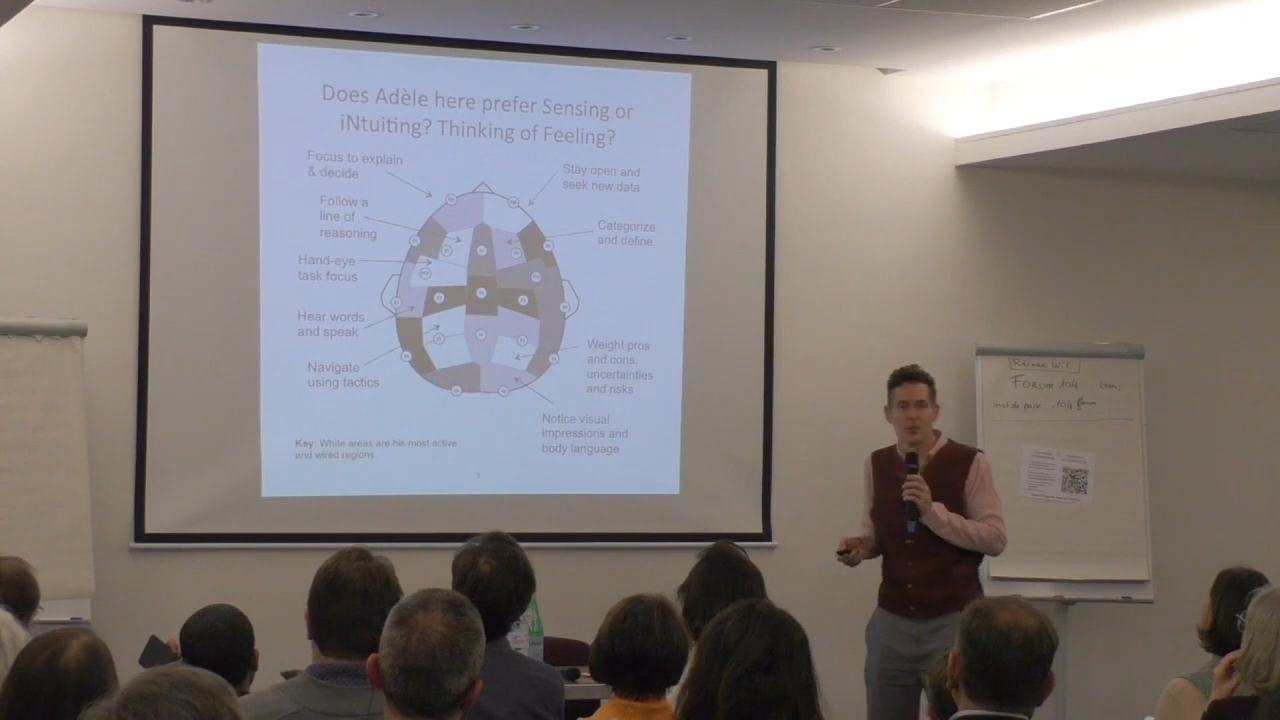 Does Adèle here prefer Sensing or
iNtuiting? Thinking of Feeling?
Focus to explain
& decide
Follow a
line of
reasoning
Hand-eye
task focus
Hear words
and speak
Navigate
using tactics
Stay open and
seek new data
Categorize
and define
Weight pros
and cons,
uncertainties
and risks
Notice visual
impressions and
body language
Key: White areas are his most active
and wired regions
FORUM 104